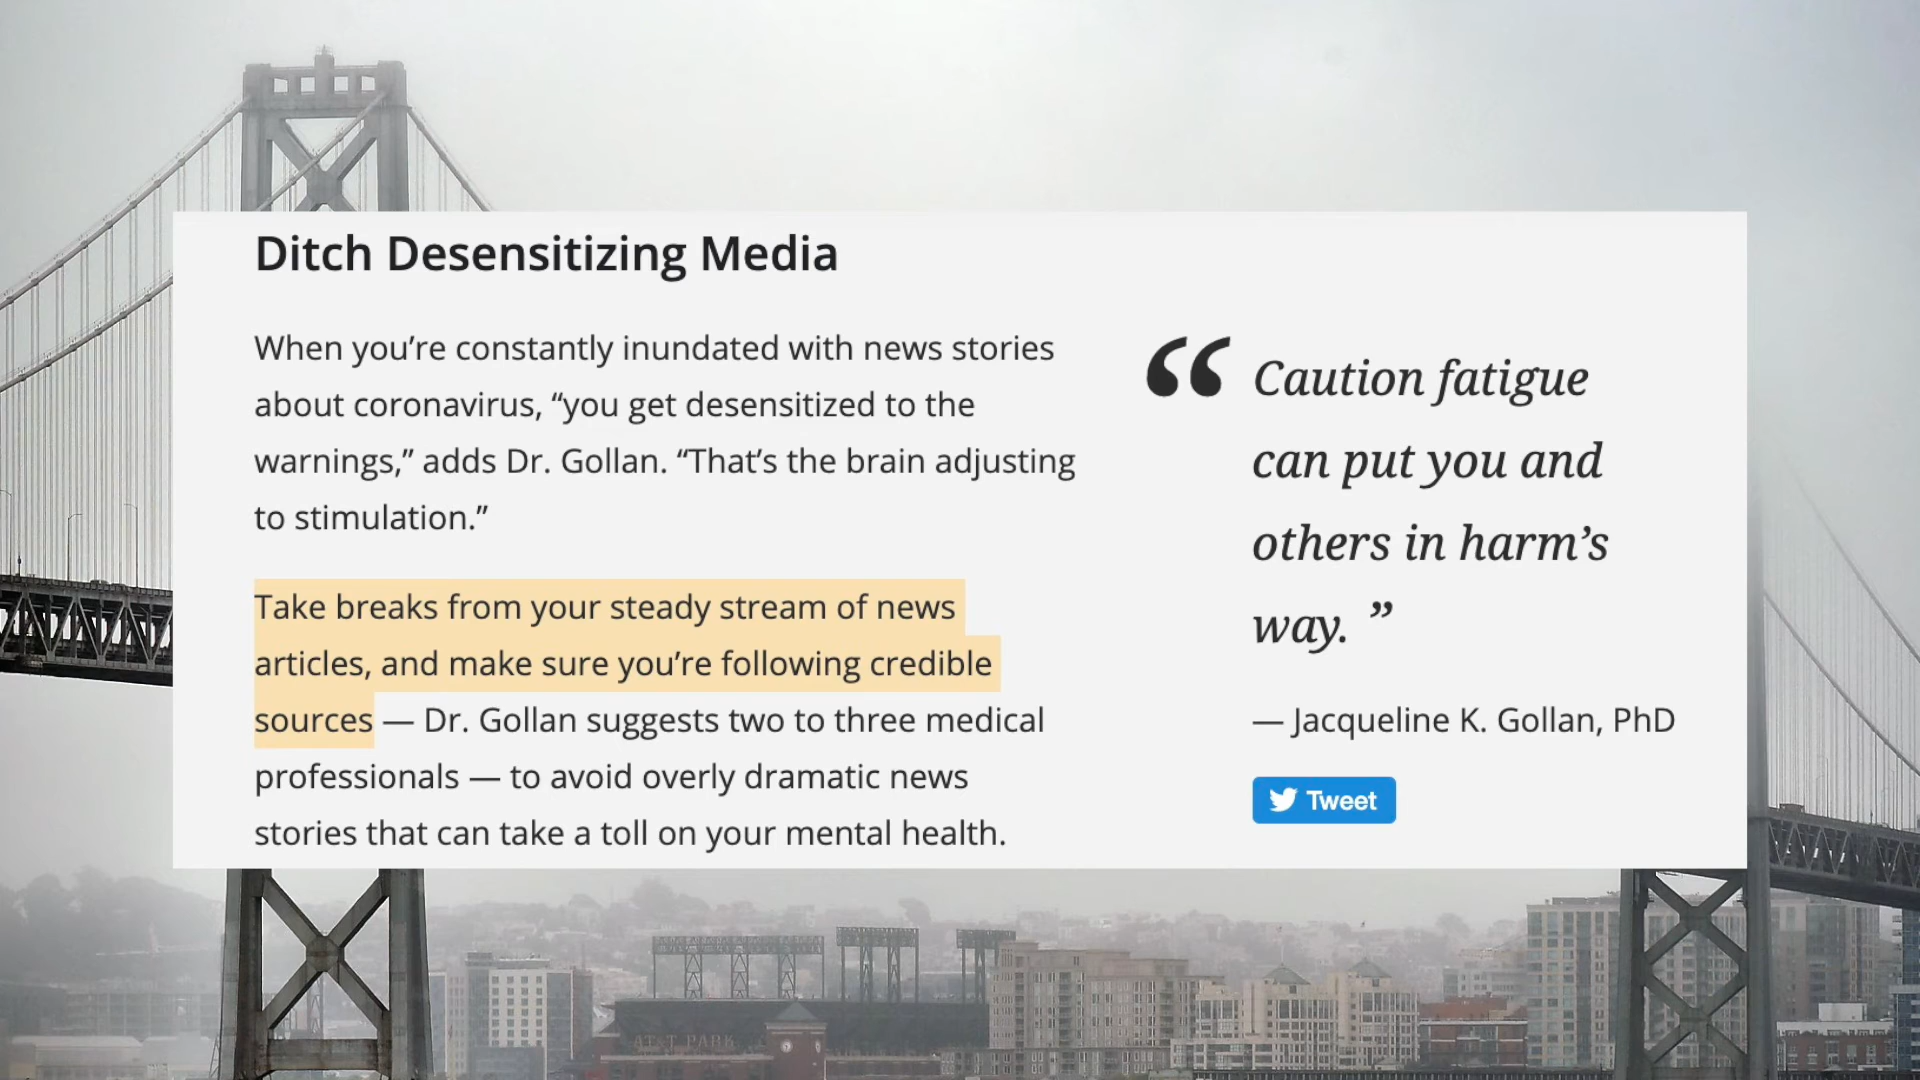 Ditch Desensitizing Media
When you’re constantly inundated with news stories
about coronavirus, “you get desensitized to the
warnings,” adds Dr. Gollan. “That’s the brain adjusting
to stimulation.”
Take breaks from your steady stream of news
articles, and make sure you’re following credible
sources — Dr. Gollan suggests two to three medical
professionals — to avoid overly dramatic news
stories that can take a toll on your mental health.
“ Caution fatigue
can put you and
others in harm’s
way. ”
— Jacqueline K. Gollan, PhD
Tweet
AT&T PARK